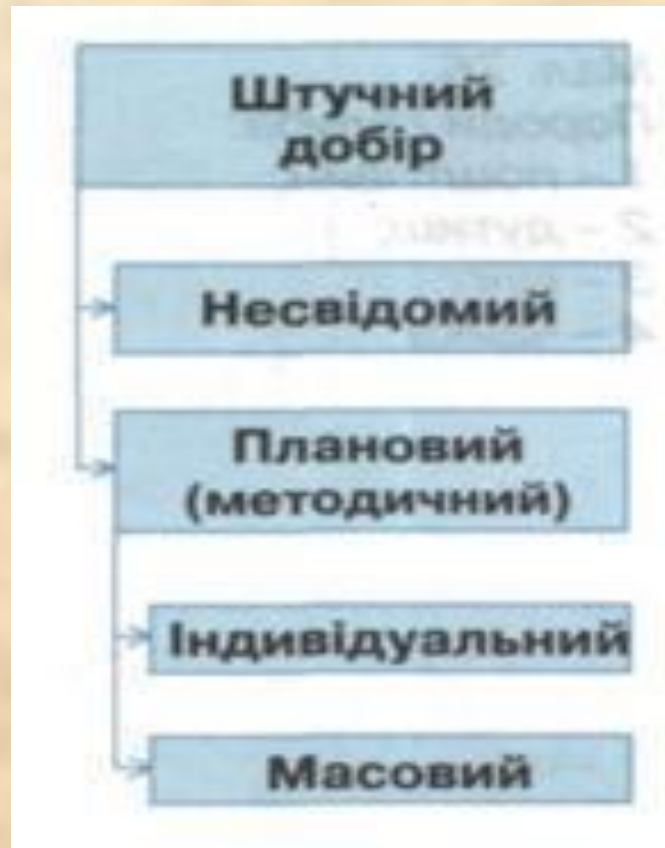 Штучний
добір
Несвідомий
Плановий
(методичний)
Індивідуальний
Масовий